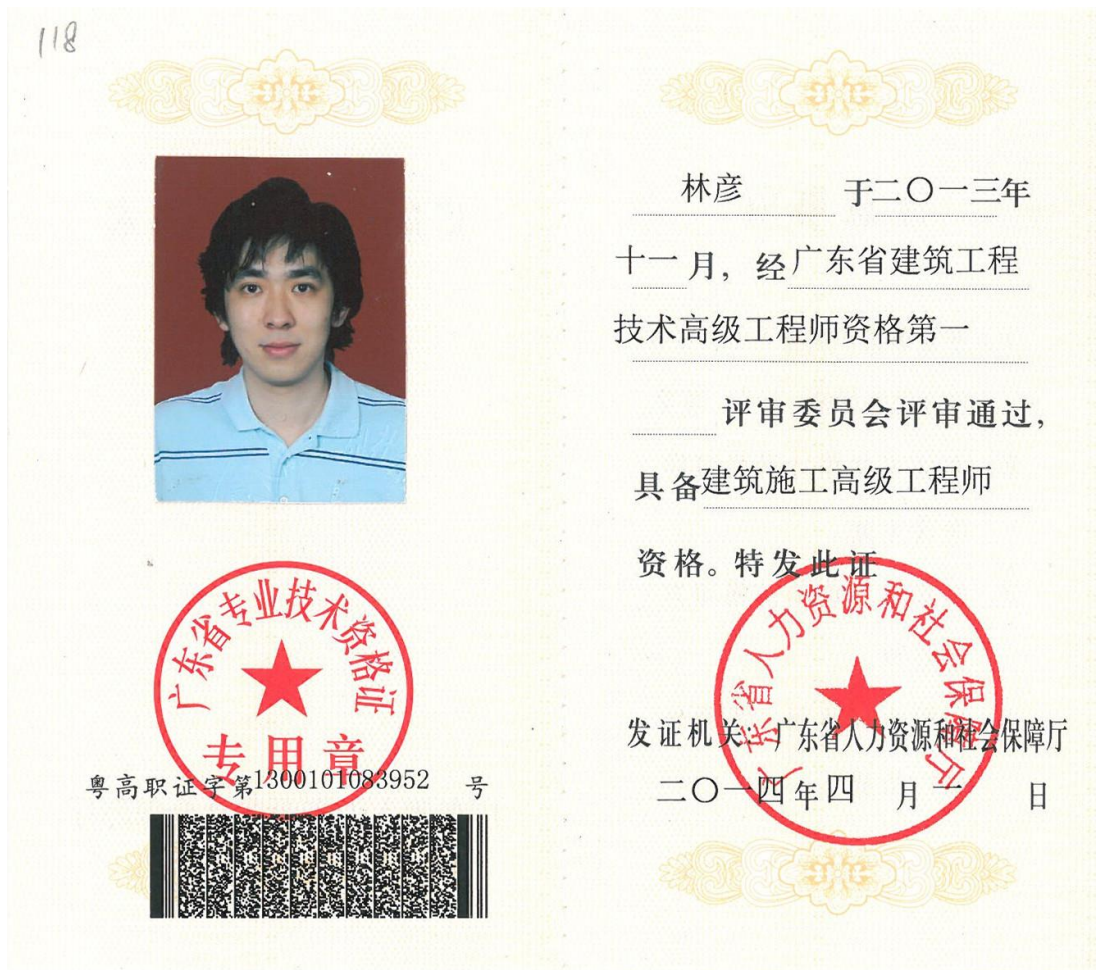 118
广东省专业技术资格证
专用章
粤高职证字第1300101083952 号
林彦 于二〇一三年
十一月，经广东省建筑工程
技术高级工程师资格第一
评审委员会评审通过，
具备建筑施工高级工程师
资格。特发此证
广东省人力资源和社会保障厅
发证机关：广东省人力资源和社会保障厅
二〇一四年四 月一 日